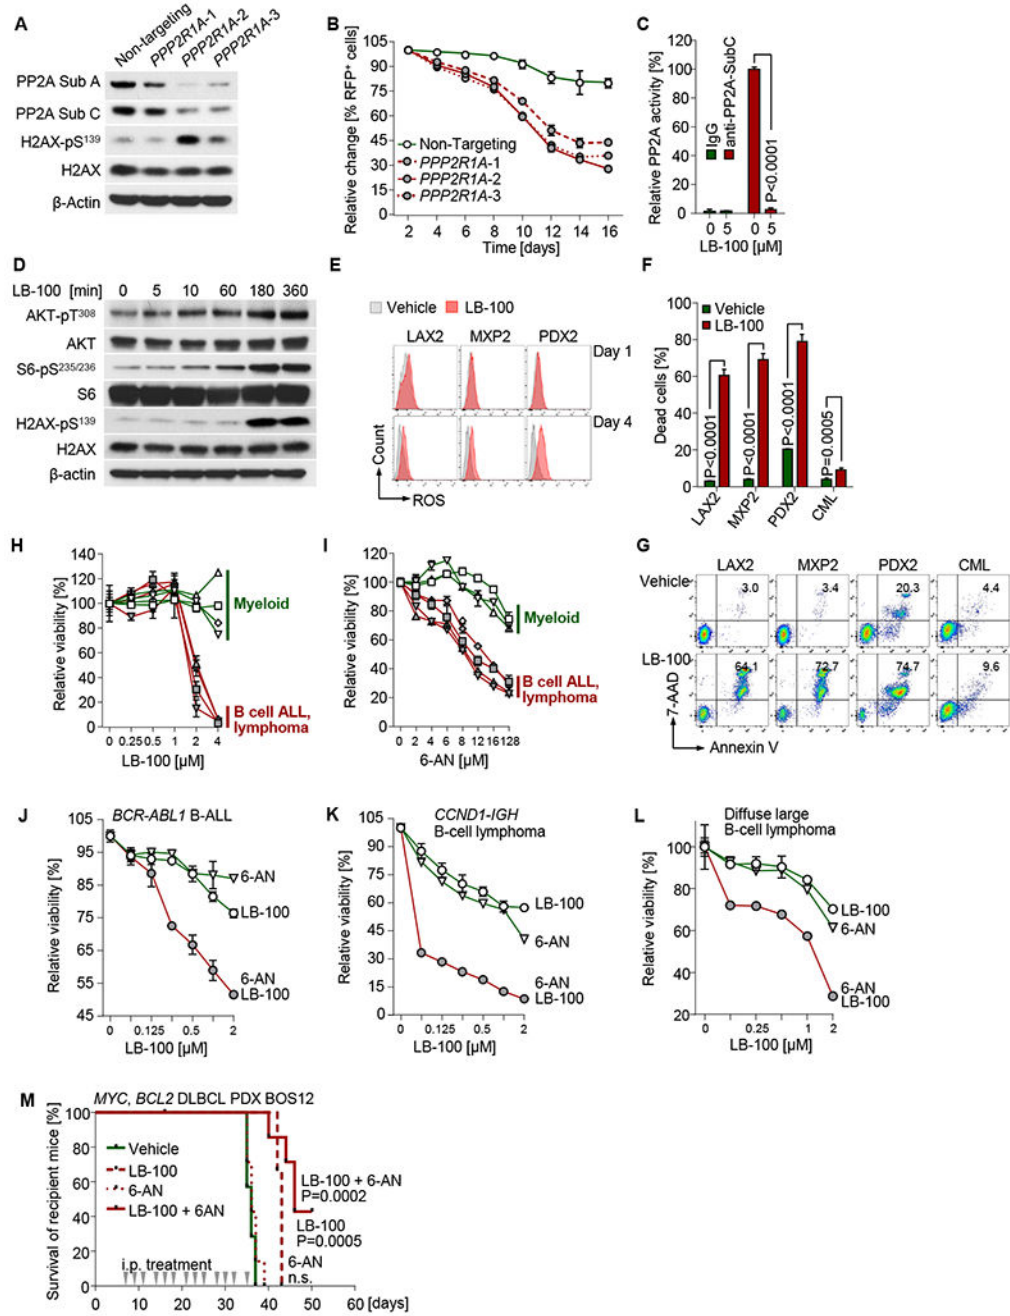 A
Non-targeting
PPP2R1A-1
PPP2R1A-2
PPP2R1A-3
PP2A Sub A
PP2A Sub C
H2AX-pS139
H2AX
β-Actin
B
Relative change [% RFP+ cells]
105
90
75
60
45
30
15
0
Non-Targeting
PPP2R1A-1
PPP2R1A-2
PPP2R1A-3
2 4 6 8 10 12 14 16
Time [days]
C
Relative PP2A activity [%]
120
100
80
60
40
20
0
IgG
anti-PPA2-SubC
P<0.0001
0 5 0 5
LB-100 [µM]
D
LB-100 [min] 0 5 10 60 180 360
AKT-pT308
AKT
S6-pS235/236
S6
H2AX-pS139
H2AX
β-actin
E
Vehicle LB-100
LAX2 MXP2 PDX2
Day 1
Day 4
Count
ROS
F
Dead cells [%]
100
80
60
40
20
0
Vehicle
LB-100
P<0.0001
P<0.0001
P<0.0001
P=0.0005
LAX2
MXP2
PDX2
CML
H
Relative viability [%]
140
120
100
80
60
40
20
0
Myeloid
B cell ALL,
lymphoma
0 0.25 0.5 1 2 4
LB-100 [µM]
I
Relative viability [%]
120
100
80
60
40
20
0
Myeloid
B cell ALL,
lymphoma
0 2 4 6 8 12 16 128
6-AN [µM]
G
LAX2 MXP2 PDX2 CML
Vehicle
3.0 3.4 20.3 4.4
LB-100
64.1 72.7 74.7 9.6
7-AAD
Annexin V
J
BCR-ABL1 B-ALL
Relative viability [%]
105
95
85
75
65
55
45
6-AN
LB-100
6-AN
LB-100
0 0.125 0.5 2
LB-100 [µM]
K
CCND1-IGH
B-cell lymphoma
Relative viability [%]
105
90
75
60
45
30
15
0
LB-100
6-AN
6-AN
LB-100
0 0.125 0.5 2
LB-100 [µM]
L
Diffuse large
B-cell lymphoma
Relative viability [%]
100
80
60
40
20
LB-100
6-AN
6-AN
LB-100
0 0.25 1 2
LB-100 [µM]
M
MYC, BCL2 DLBCL PDX BOS12
Survival of recipient mice [%]
100
80
60
40
20
0
Vehicle
LB-100
6-AN
LB-100 + 6AN
LB-100 + 6-AN
P=0.0002
LB-100
P=0.0005
6-AN
n.s.
i.p. treatment
0 10 20 30 40 50 60 [days]